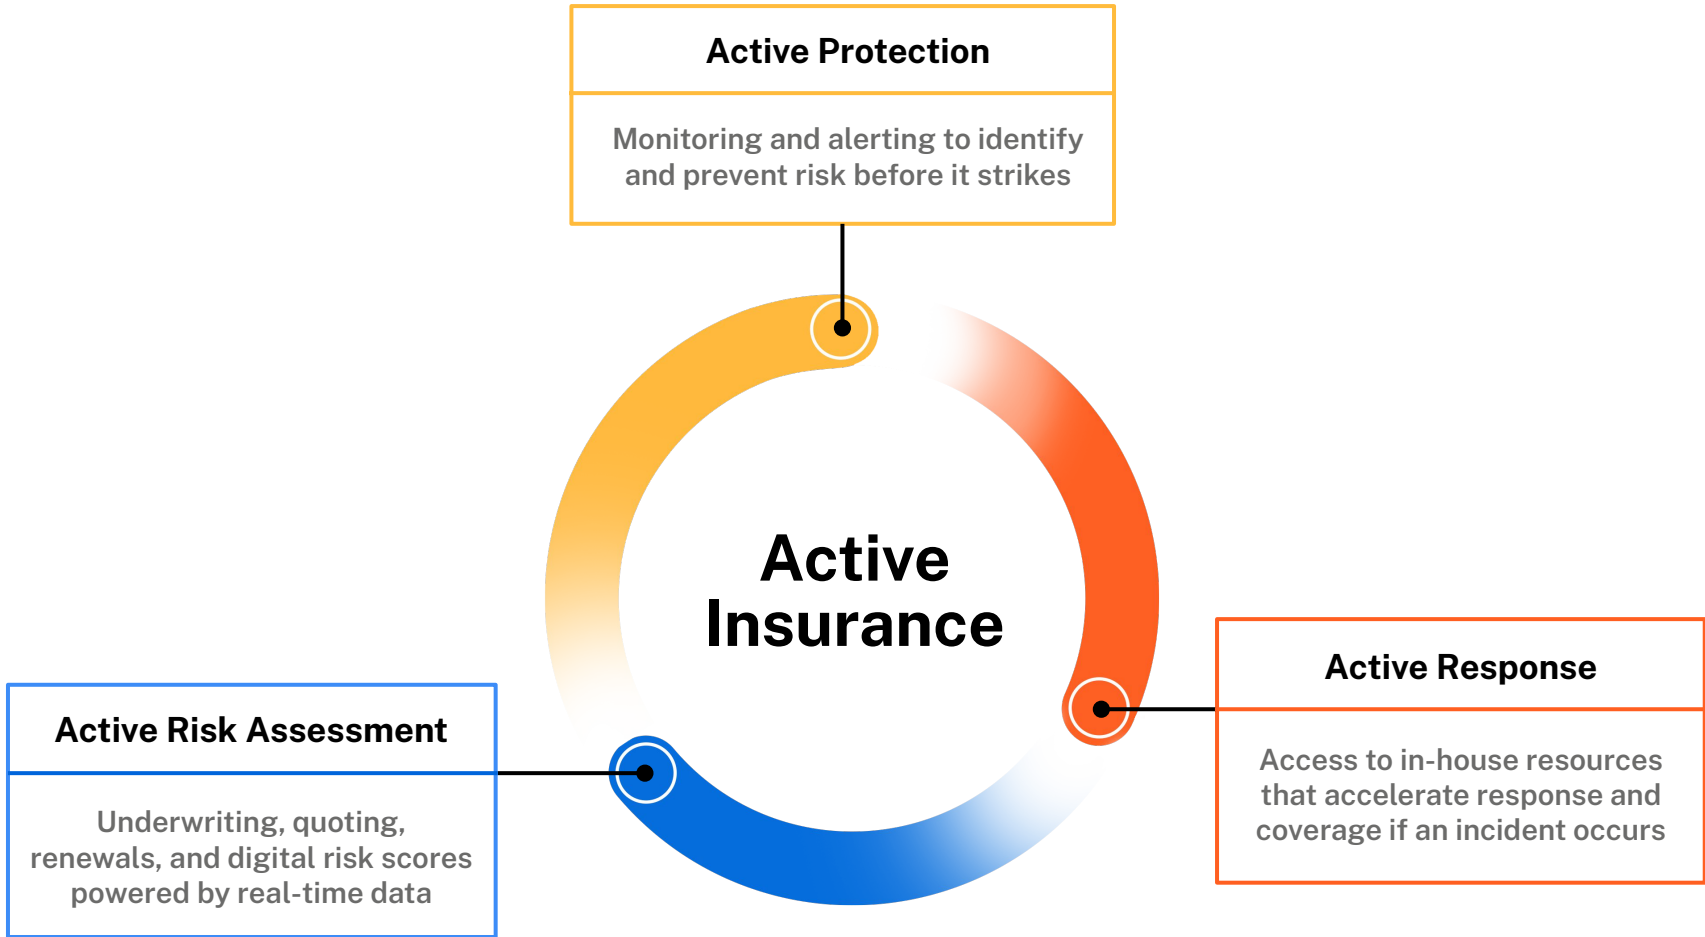 Active Protection
Monitoring and alerting to identify
and prevent risk before it strikes
Active
Insurance
Active Response
Access to in-house resources
that accelerate response and
coverage if an incident occurs
Active Risk Assessment
Underwriting, quoting,
renewals, and digital risk scores
powered by real-time data